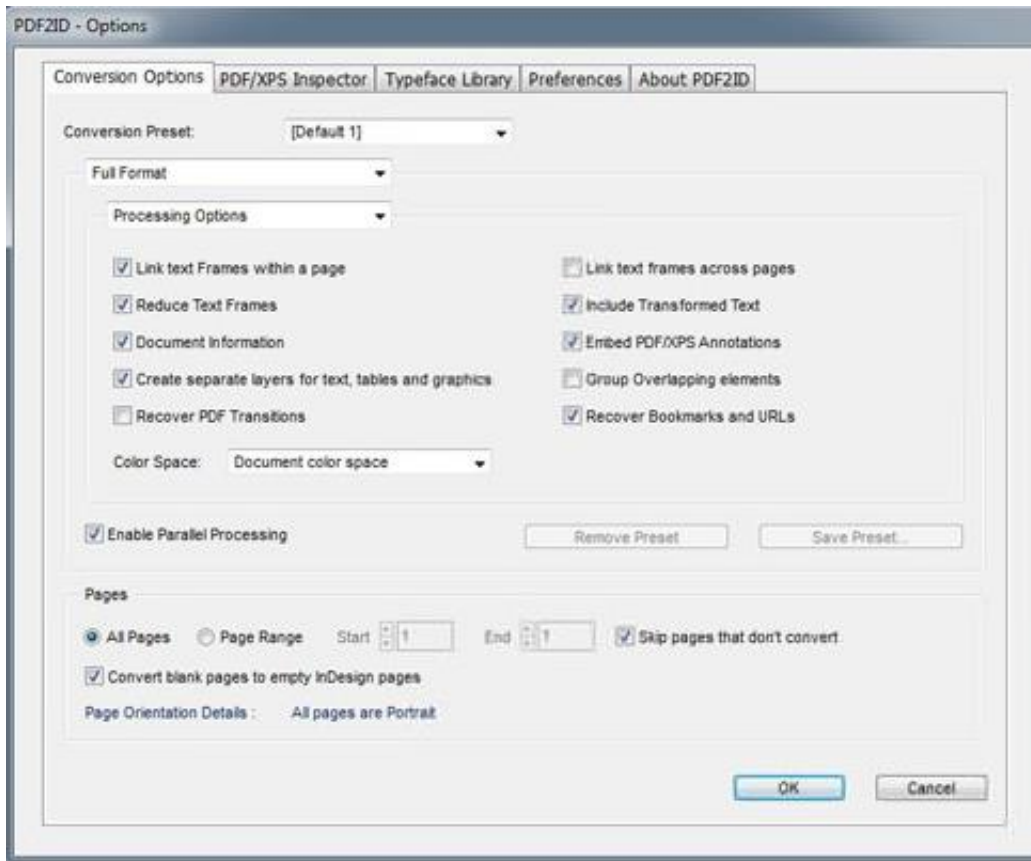 PDF2ID - Options
Conversion Options PDF/XPS Inspector Typeface Library Preferences About PDF2ID
Conversion Preset: [Default 1]
Full Format
Processing Options
Link text Frames within a page Link text frames across pages
Reduce Text Frames Include Transformed Text
Document Information Embed PDF/XPS Annotations
Create separate layers for text, tables and graphics Group Overlapping elements
Recover PDF Transitions Recover Bookmarks and URLs
Color Space: Document color space
Enable Parallel Processing Remove Preset Save Preset...
Pages
All Pages Page Range Start 1 End 1 Skip pages that don't convert
Convert blank pages to empty InDesign pages
Page Orientation Details : All pages are Portrait
OK Cancel